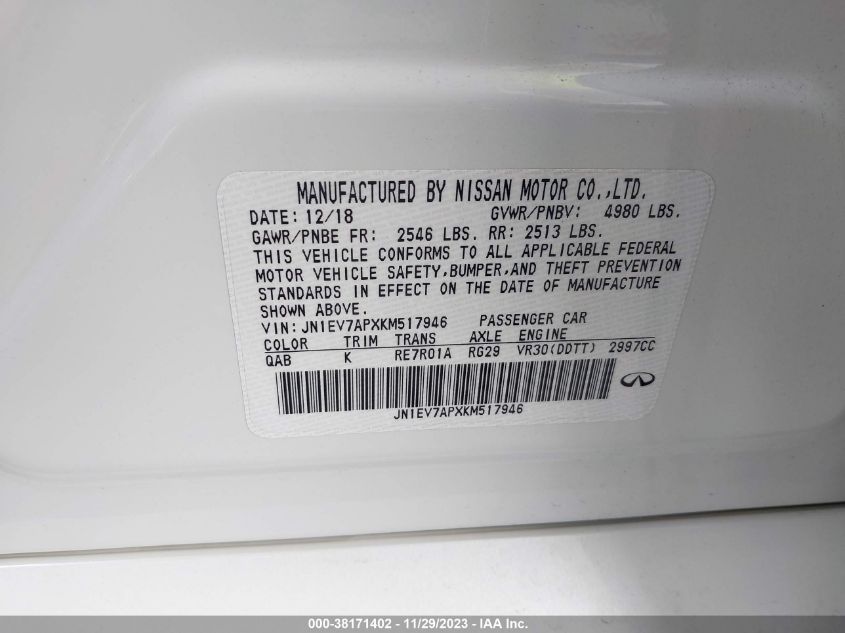 MANUFACTURED BY NISSAN MOTOR CO.,LTD.
DATE: 12/18 GVWR/PNBV: 4980 LBS.
GAWR/PNBE FR: 2546 LBS. RR: 2513 LBS.
THIS VEHICLE CONFORMS TO ALL APPLICABLE FEDERAL
MOTOR VEHICLE SAFETY,BUMPER,AND THEFT PREVENTION
STANDARDS IN EFFECT ON THE DATE OF MANUFACTURE
SHOWN ABOVE.
VIN: JN1EV7APXKM517946 PASSENGER CAR
COLOR TRIM TRANS AXLE ENGINE
QAB K RE7R01A RG29 VR30(DDTT) 2997CC
JN1EV7APXKM517946
000-38171402 - 11/29/2023 - IAA Inc.